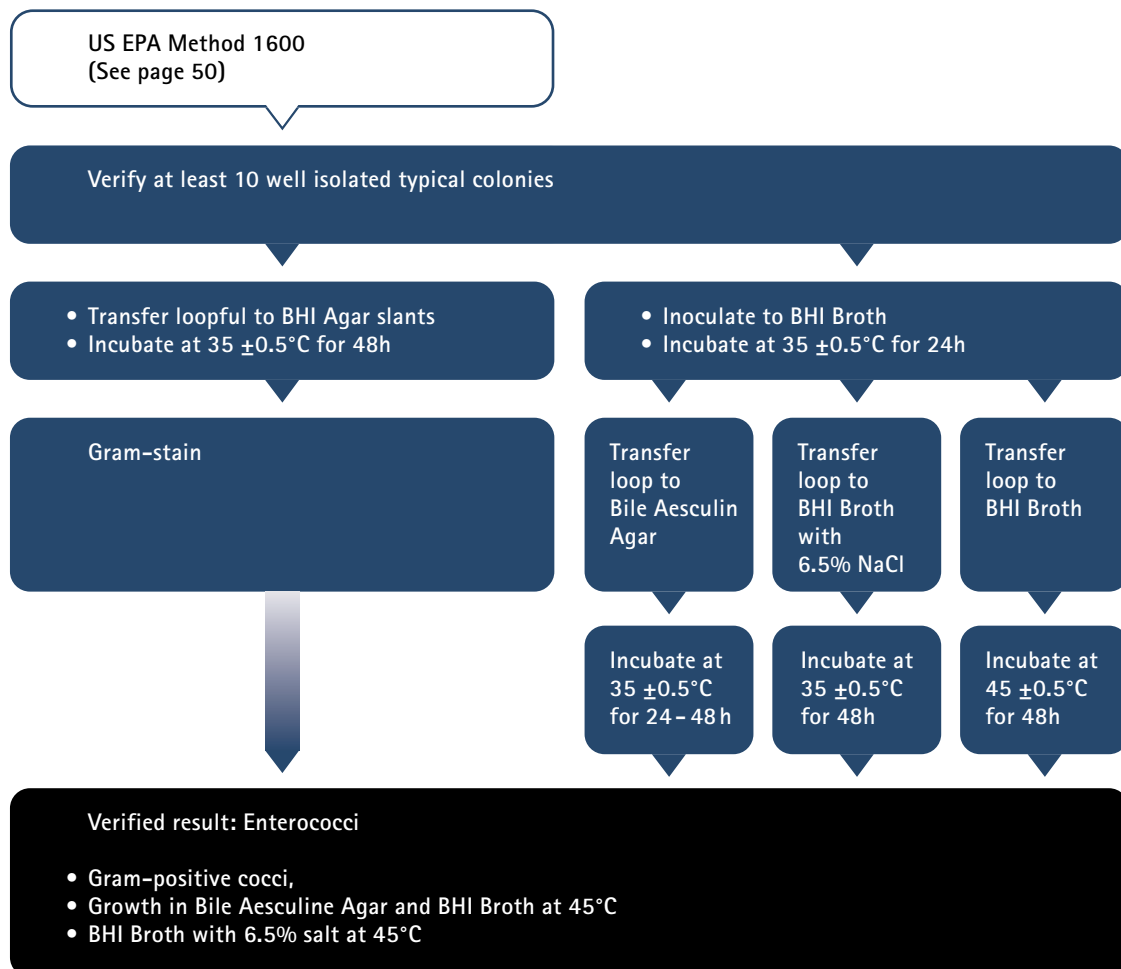 US EPA Method 1600
(See page 50)
Verify at least 10 well isolated typical colonies
• Transfer loopful to BHI Agar slants
• Incubate at 35 ±0.5°C for 48h
• Inoculate to BHI Broth
• Incubate at 35 ±0.5°C for 24h
Gram-stain
Transfer
loop to
Bile Aesculin
Agar
Transfer
loop to
BHI Broth
with
6.5% NaCl
Transfer
loop to
BHI Broth
Incubate at
35 ±0.5°C
for 24–48h
Incubate at
35 ±0.5°C
for 48h
Incubate at
45 ±0.5°C
for 48h
Verified result: Enterococci
• Gram-positive cocci,
• Growth in Bile Aesculine Agar and BHI Broth at 45°C
• BHI Broth with 6.5% salt at 45°C